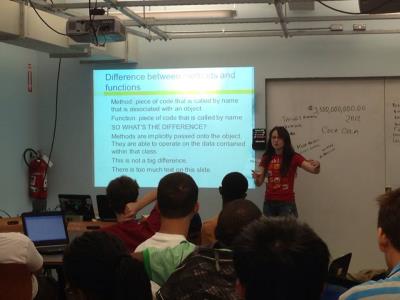 Difference between methods and
functions
Method: piece of code that is called by name
that is associated with an object.
Function: piece of code that is called by name
SO WHAT'S THE DIFFERENCE?
Methods are implicitly passed onto the object.
They are able to operate on the data contained
within that class.
This is not a big difference.
There is too much text on this slide.
2012
COCA COLA